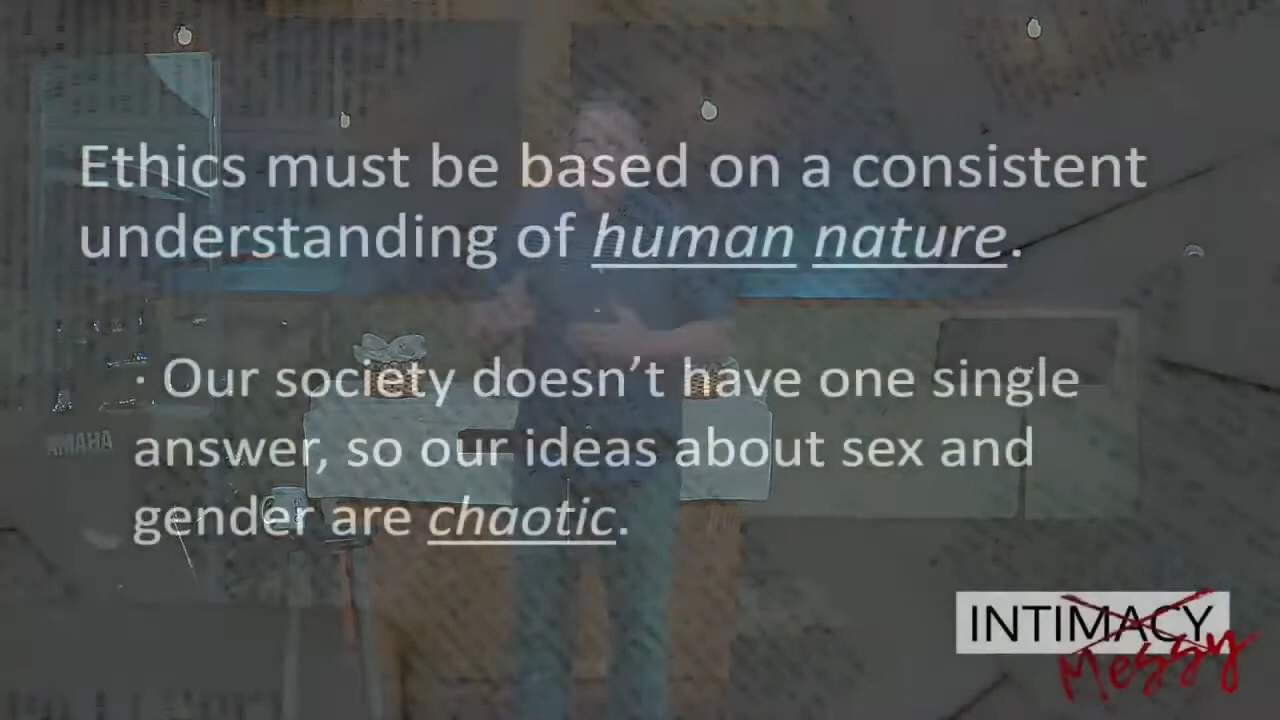 Ethics must be based on a consistent
understanding of human nature.
· Our society doesn’t have one single
answer, so our ideas about sex and
gender are chaotic.
YAMAHA
INTIMACY
Messy